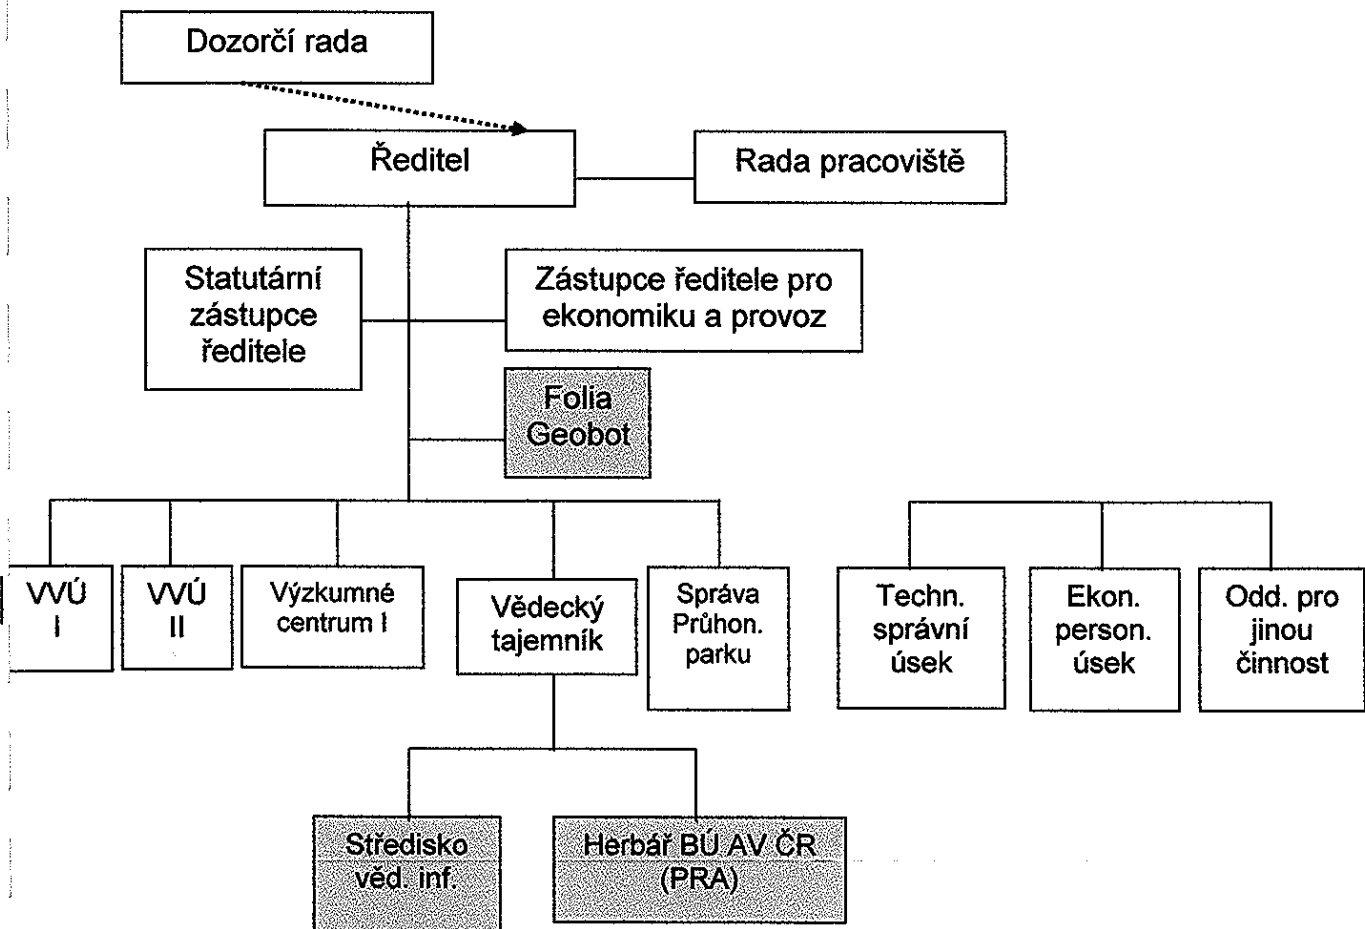 Dozorčí rada
Ředitel
Rada pracoviště
Statutární
zástupce
ředitele
Zástupce ředitele pro
ekonomiku a provoz
Folia
Geobot
VVÚ
I
VVÚ
II
Výzkumné
centrum I
Vědecký
tajemník
Správa
Průhon.
parku
Techn.
správní
úsek
Ekon.
person.
úsek
Odd. pro
jinou
činnost
Středisko
věd. inf.
Herbář BÚ AV ČR
(PRA)